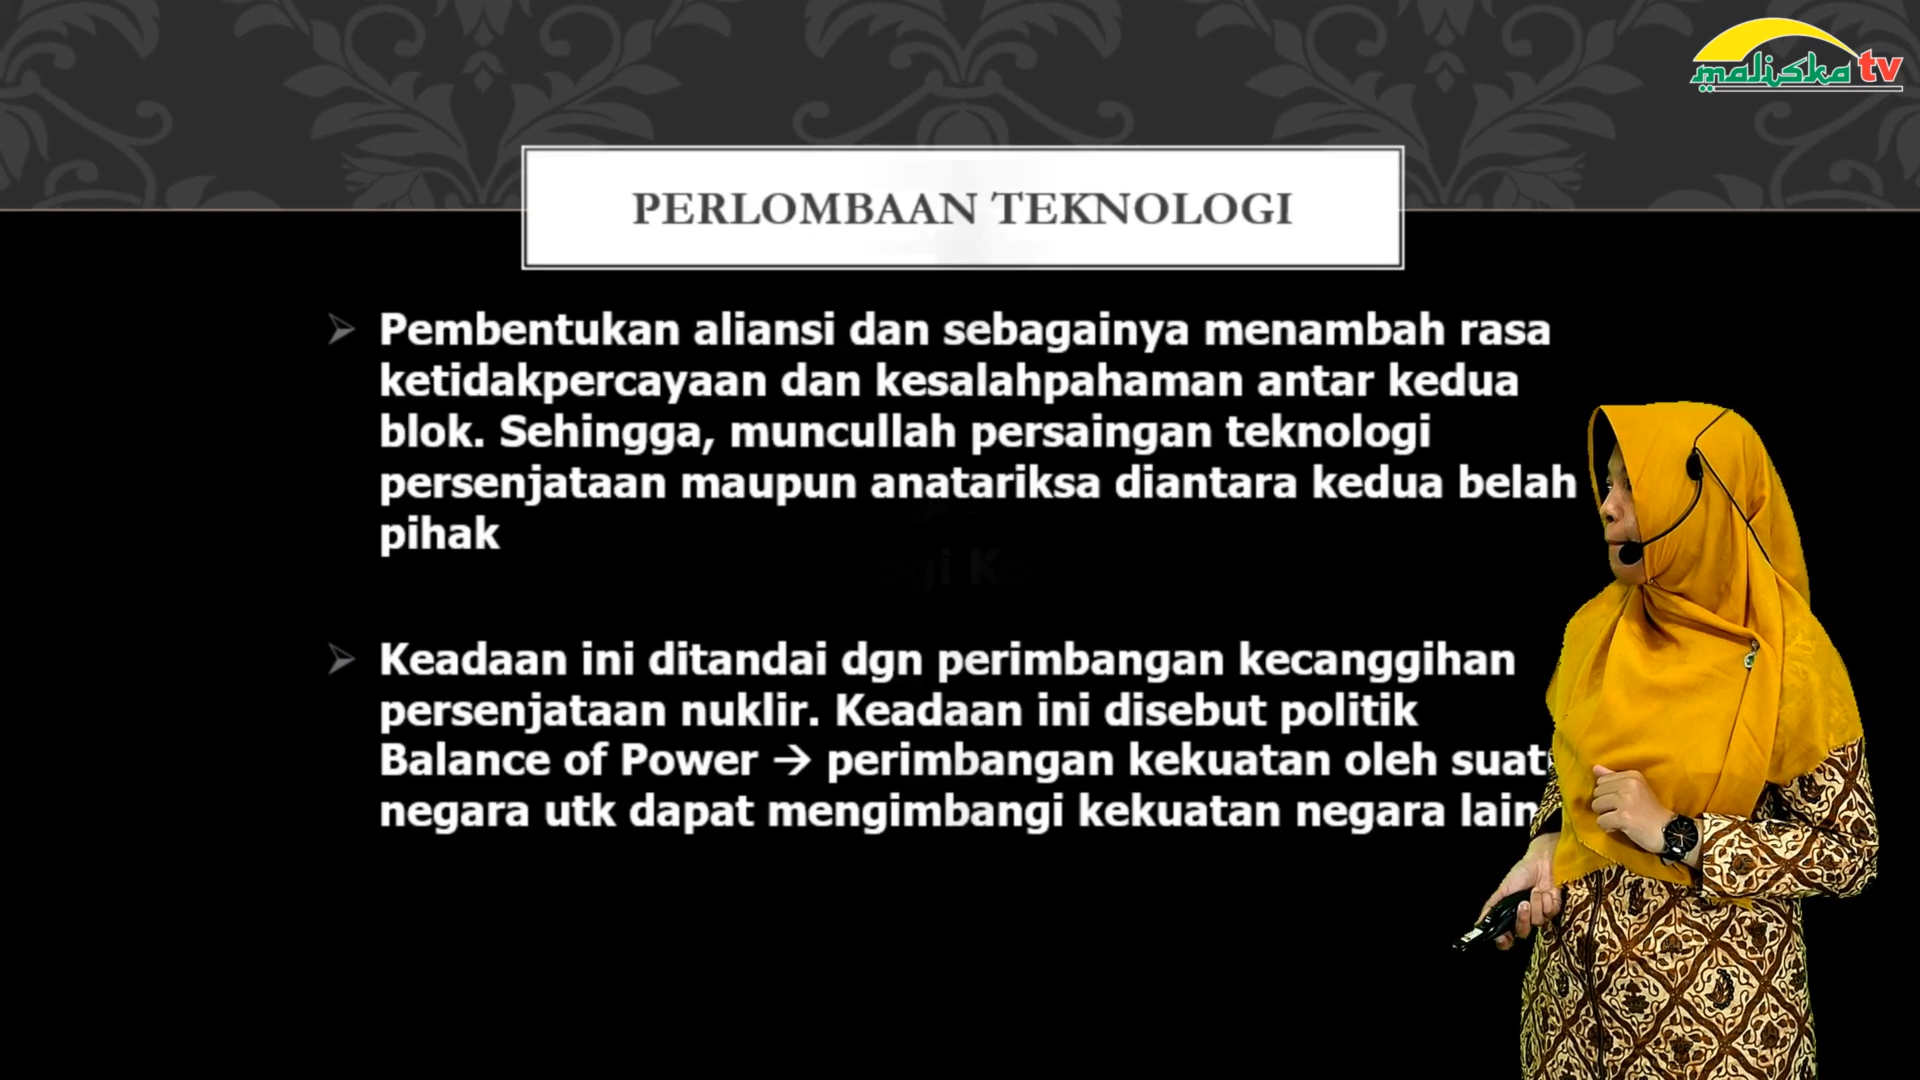 maliska tv
PERLOMBAAN TEKNOLOGI
Pembentukan aliansi dan sebagainya menambah rasa
ketidakpercayaan dan kesalahpahaman antar kedua
blok. Sehingga, muncullah persaingan teknologi
persenjataan maupun anatariksa diantara kedua belah
pihak
Keadaan ini ditandai dgn perimbangan kecanggihan
persenjataan nuklir. Keadaan ini disebut politik
Balance of Power → perimbangan kekuatan oleh
negara utk dapat mengimbangi kekuatan negara lain